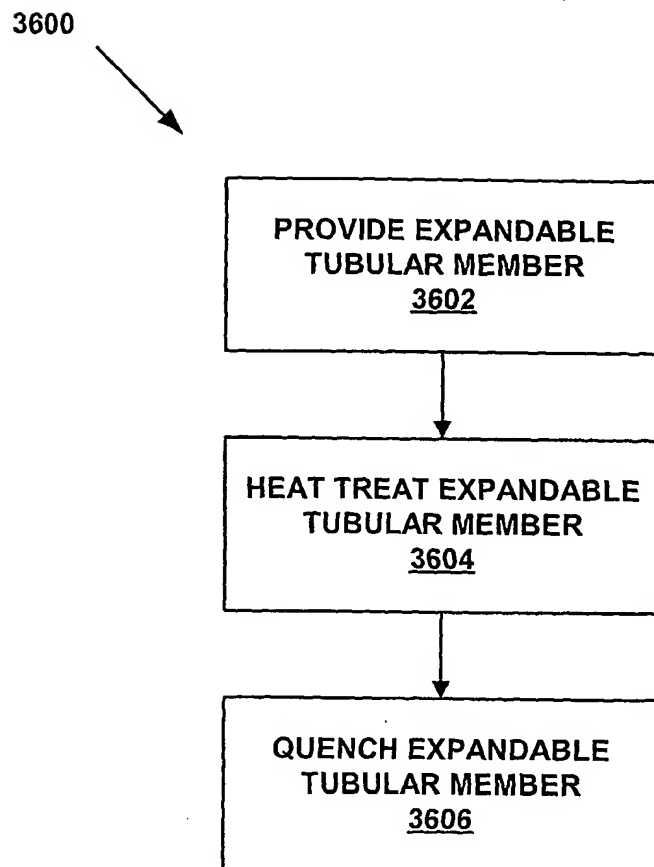 3600
PROVIDE EXPANDABLE
TUBULAR MEMBER
3602
HEAT TREAT EXPANDABLE
TUBULAR MEMBER
3604
QUENCH EXPANDABLE
TUBULAR MEMBER
3606